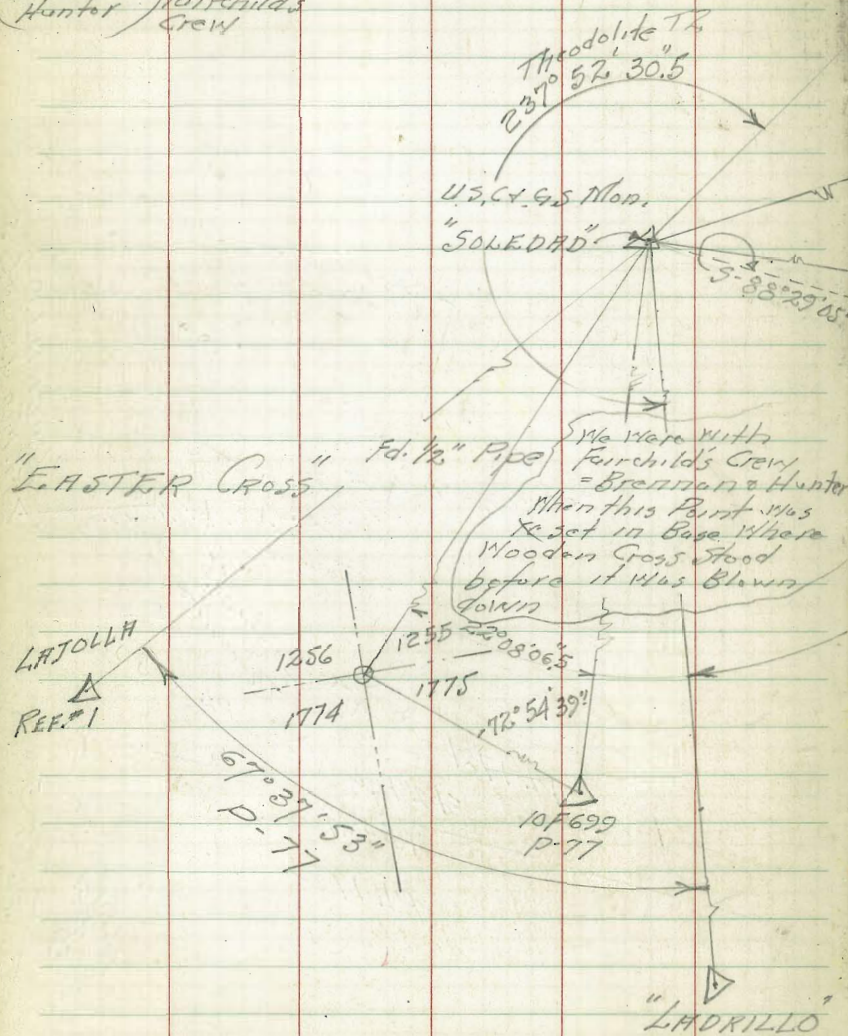 Hunter) Fairchilds
Crew
Theodolite T2
237° 52' 30".5
U.S.C.& G.S Mon.
"SOLEDAD"
S-88°29'05"
"EASTER CROSS"
Fd. 1/2" Pipe
We Were with
Fairchild's Crew
=Brennan & Hunter
When this Point was
set in Base Where
Wooden Cross Stood
before it was Blown
down
LAJOLLA
REF.#1
1256
1255
22°08'06".5
1774
1775
72°54'39"
67°37'53"
P-77
10F699
P-77
"LADRILLO"